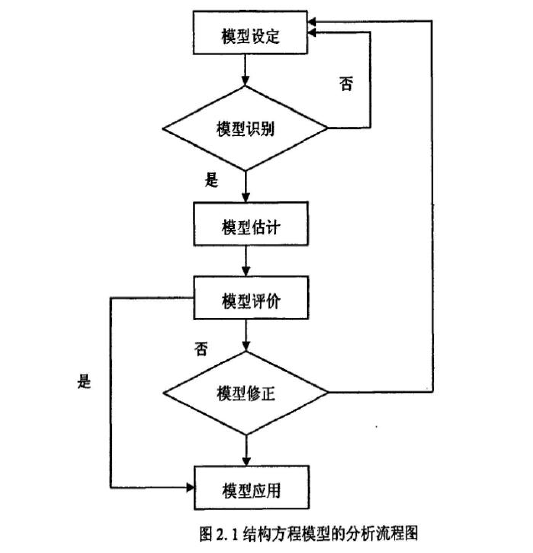 模型设定
否
模型识别
是
模型估计
模型评价
否
是
模型修正
模型应用
图2.1结构方程模型的分析流程图